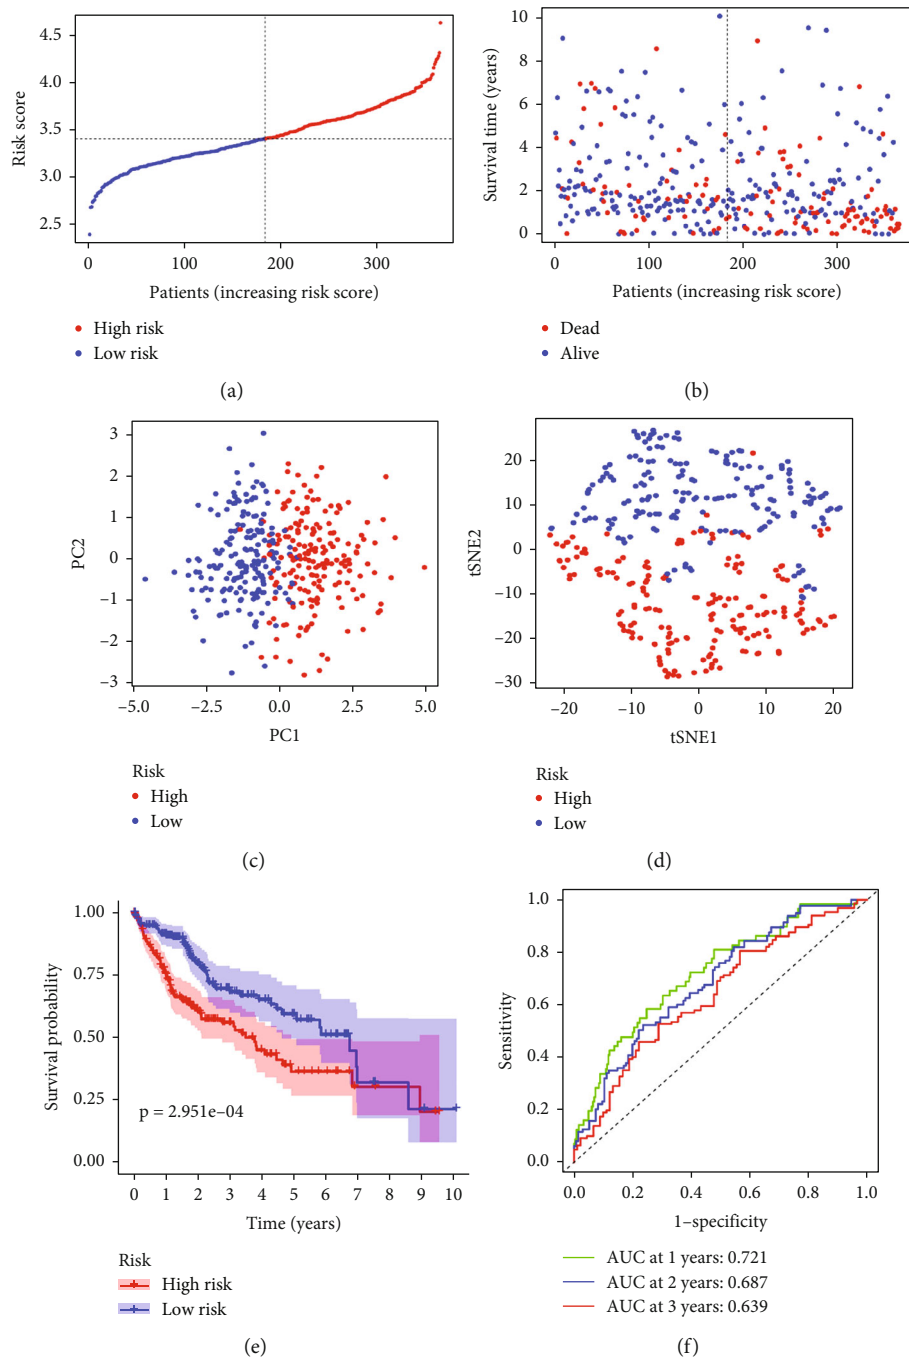 4.5
4.0
3.5
3.0
2.5
Risk score
0
100
200
300
Patients (increasing risk score)
High risk
Low risk
(a)
10
8
6
4
2
0
Survival time (years)
0
100
200
300
Patients (increasing risk score)
Dead
Alive
(b)
3
2
1
0
−1
−2
−3
PC2
−5.0
−2.5
0.0
2.5
5.0
PC1
Risk
High
Low
(c)
20
10
0
−10
−20
−30
tSNE2
−20
−10
0
10
20
tSNE1
Risk
High
Low
(d)
1.00
0.75
0.50
0.25
0.00
Survival probability
p = 2.951e−04
0 1 2 3 4 5 6 7 8 9 10
Time (years)
Risk
High risk
Low risk
(e)
1.0
0.8
0.6
0.4
0.2
0.0
Sensitivity
0.0
0.2
0.4
0.6
0.8
1.0
1−specificity
AUC at 1 years: 0.721
AUC at 2 years: 0.687
AUC at 3 years: 0.639
(f)